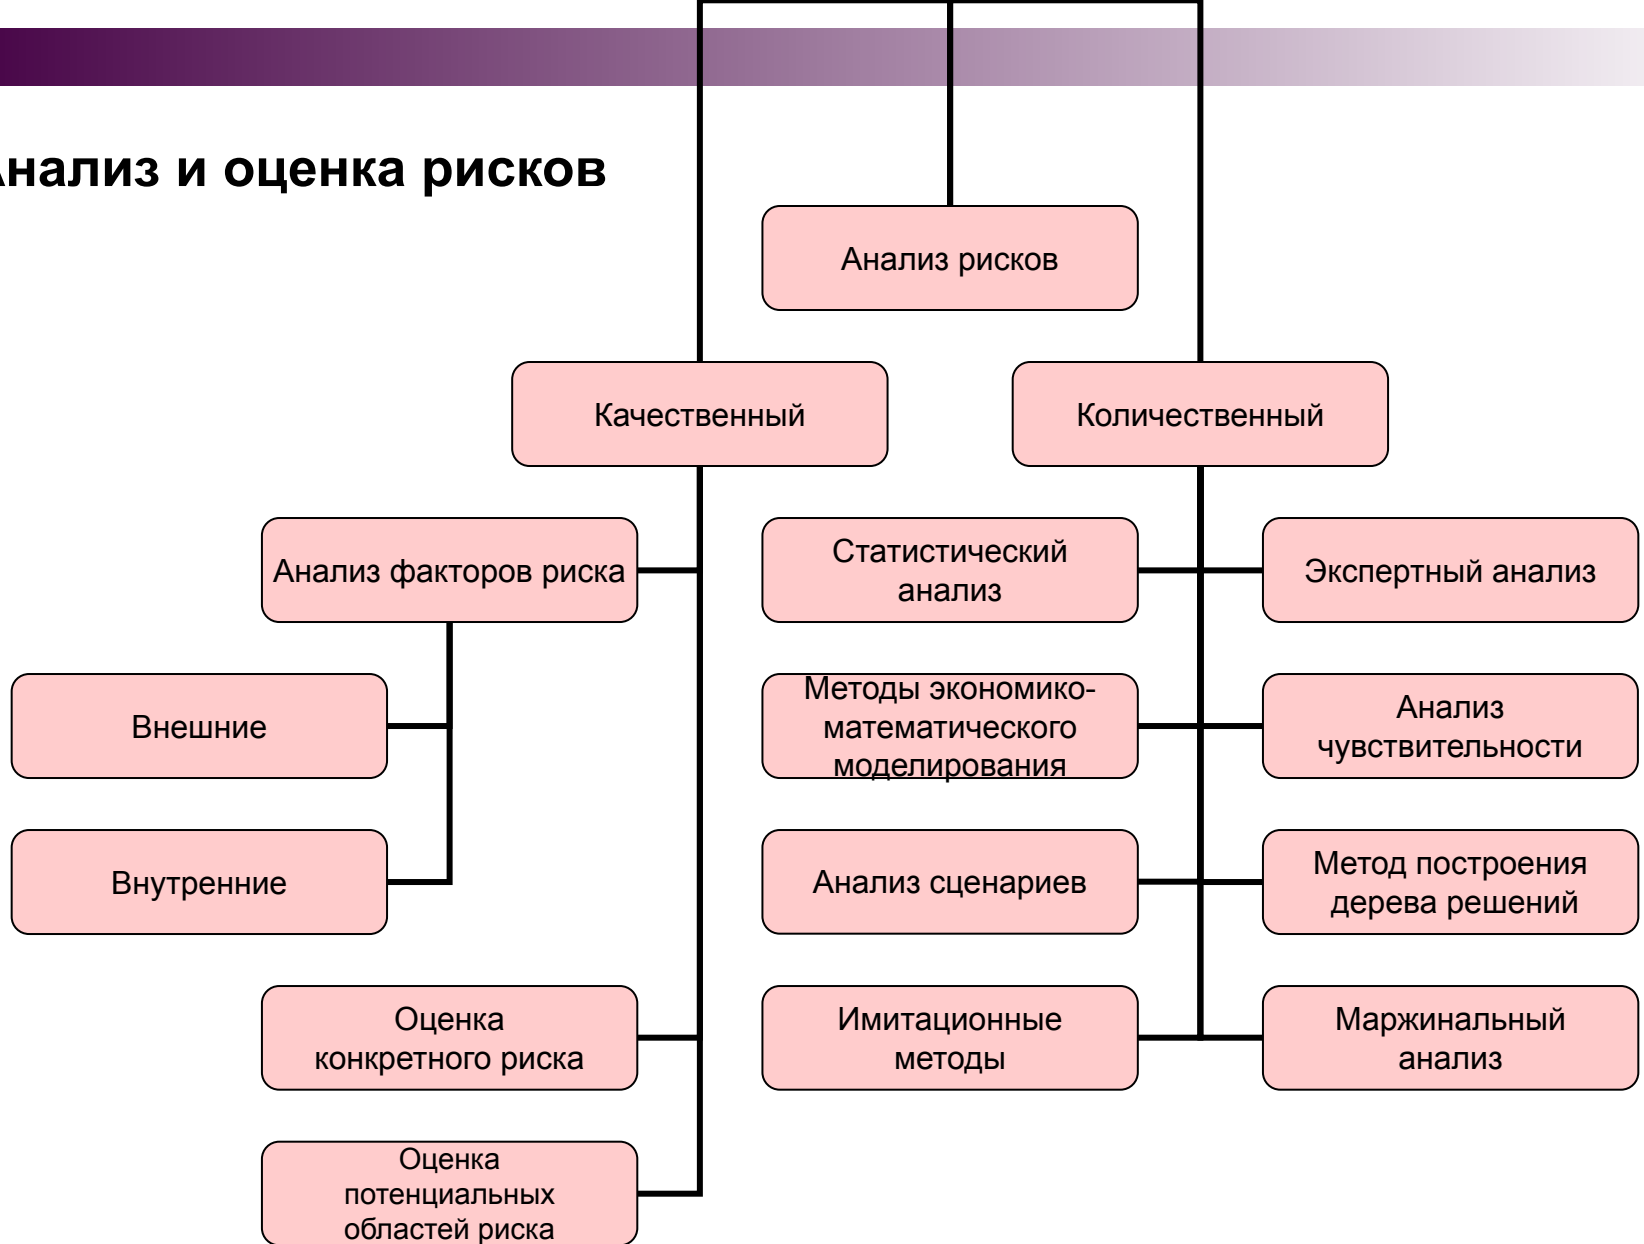 Анализ и оценка рисков
Анализ рисков
Качественный
Количественный
Анализ факторов риска
Статистический
анализ
Экспертный анализ
Внешние
Методы экономико-
математического
моделирования
Анализ
чувствительности
Внутренние
Анализ сценариев
Метод построения
дерева решений
Оценка
конкретного риска
Имитационные
методы
Маржинальный
анализ
Оценка
потенциальных
областей риска